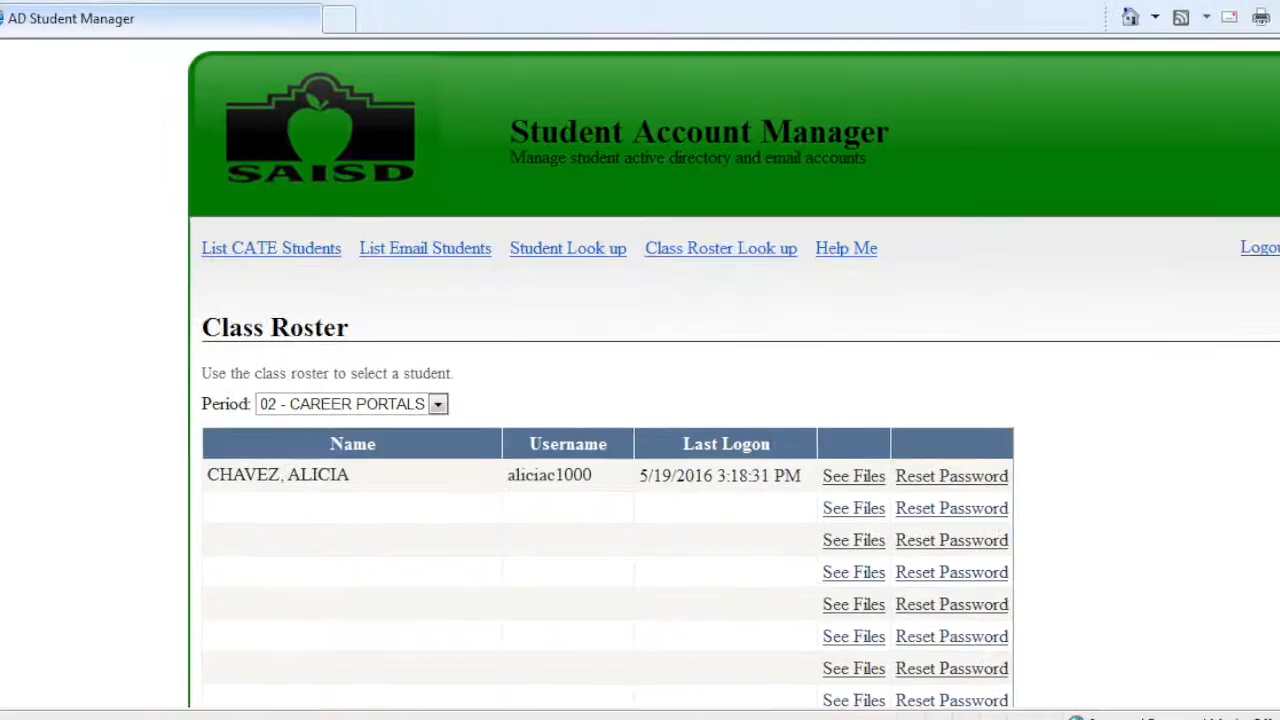 AD Student Manager
SAISD
Student Account Manager
Manage student active directory and email accounts
List CATE Students List Email Students Student Look up Class Roster Look up Help Me
Class Roster
Use the class roster to select a student.
Period: 02 - CAREER PORTALS
Name Username Last Logon
CHAVEZ, ALICIA aliciac1000 5/19/2016 3:18:31 PM See Files Reset Password
See Files Reset Password
See Files Reset Password
See Files Reset Password
See Files Reset Password
See Files Reset Password
See Files Reset Password
See Files Reset Password